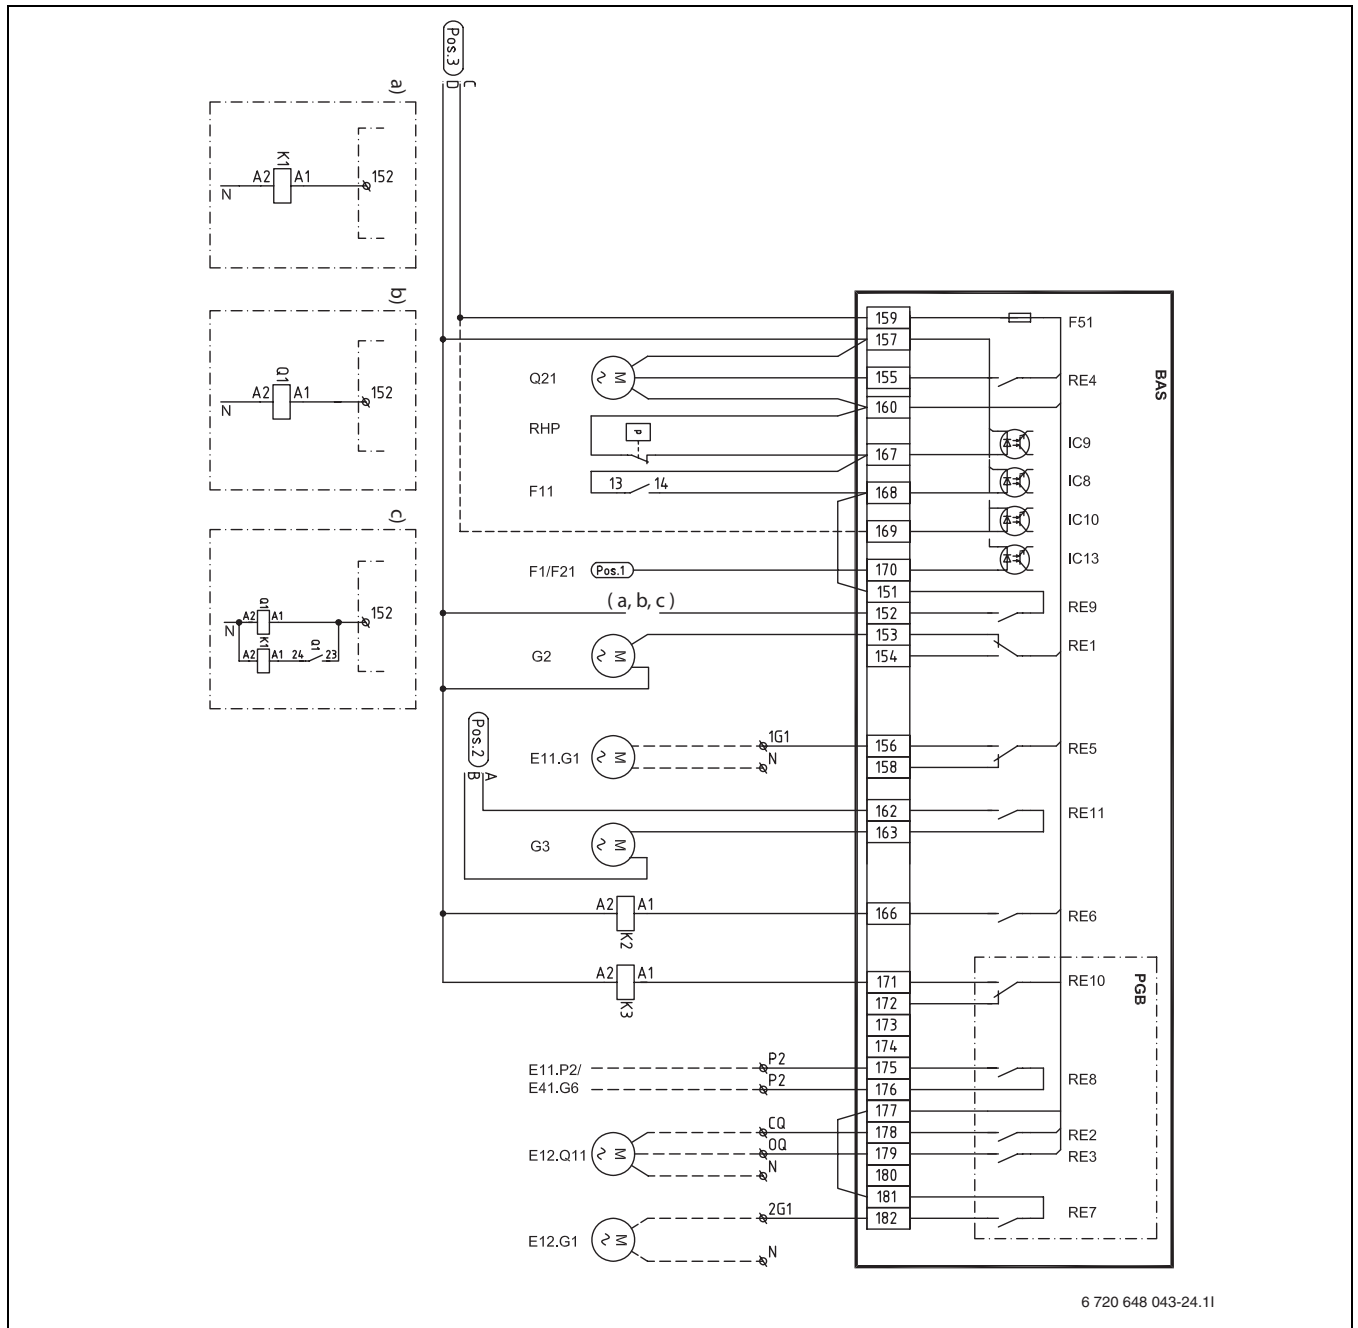 Pos.3
D C
a)
K1
A2 A1
152
N
b)
Q1
A2 A1
152
N
c)
Q1
A2 A1
152
N
K1
Q1
A2 A1 24 23
BAS
159 F51
157
Q21 M ~ 155 RE4
160
RHP P IC9
167
F11 13 14 168 IC8
169 IC10
F1/F21 Pos.1 170 IC13
151
( a, b, c ) 152 RE9
153
G2 M ~ 154 RE1
Pos.2
B A
E11.G1 M ~ 1G1 156 RE5
N 158
162 RE11
G3 M ~ 163
A2 A1 166 RE6
K2
PGB
A2 A1 171 RE10
K3
172
173
174
E11.P2/ P2 175
E41.G6 P2 176 RE8
177
CQ 178 RE2
E12.Q11 M ~ OQ 179 RE3
N 180
181
2G1 182 RE7
E12.G1 M ~
N
6 720 648 043-24.1I